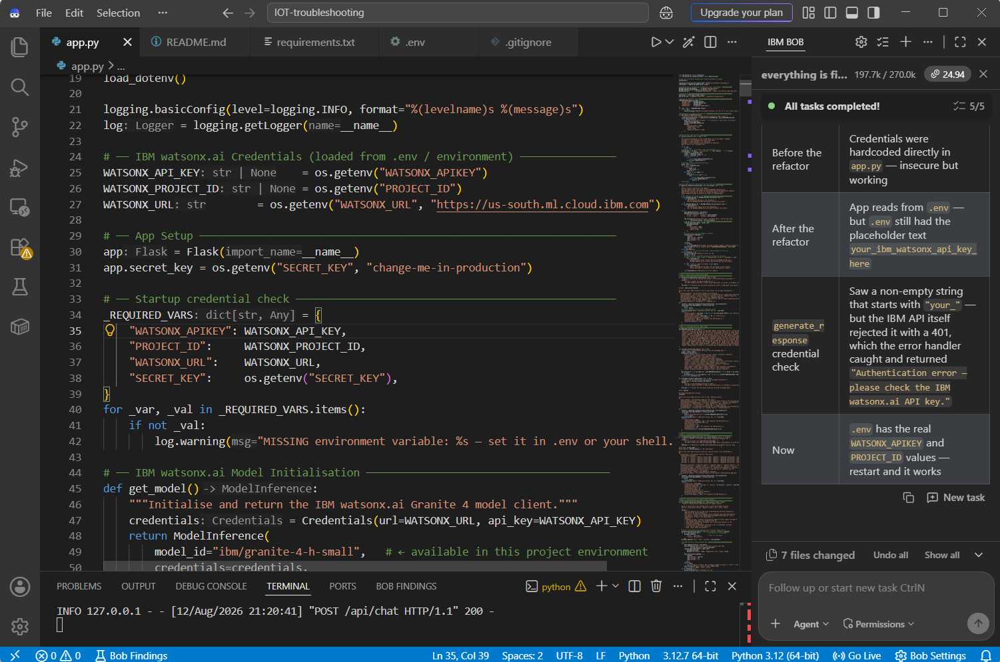 File Edit Selection ··· IOT-troubleshooting Upgrade your plan
app.py README.md requirements.txt .env .gitignore
app.py > ...
19 load_dotenv()
20
21 logging.basicConfig(level=logging.INFO, format="%(levelname)s %(message)s")
22 log: Logger = logging.getLogger(name=__name__)
23
24 # ── IBM watsonx.ai Credentials (loaded from .env / environment) ───────────────
25 WATSONX_API_KEY: str | None    = os.getenv("WATSONX_APIKEY")
26 WATSONX_PROJECT_ID: str | None = os.getenv("PROJECT_ID")
27 WATSONX_URL: str        = os.getenv("WATSONX_URL", "https://us-south.ml.cloud.ibm.com")
28
29 # ── App Setup ─────────────────────────────────────────────────────────────────
30 app: Flask = Flask(import_name=__name__)
31 app.secret_key = os.getenv("SECRET_KEY", "change-me-in-production")
32
33 # ── Startup credential check ──────────────────────────────────────────────────
34 _REQUIRED_VARS: dict[str, Any] = {
35     "WATSONX_APIKEY": WATSONX_API_KEY,
36     "PROJECT_ID":     WATSONX_PROJECT_ID,
37     "WATSONX_URL":    WATSONX_URL,
38     "SECRET_KEY":     os.getenv("SECRET_KEY"),
39 }
40 for _var, _val in _REQUIRED_VARS.items():
41     if not _val:
42         log.warning(msg="MISSING environment variable: %s — set it in .env or your shell.
43
44 # ── IBM watsonx.ai Model Initialisation ──────────────────────────────────────
45 def get_model() -> ModelInference:
46     """Initialise and return the IBM watsonx.ai Granite 4 model client."""
47     credentials: Credentials = Credentials(url=WATSONX_URL, api_key=WATSONX_API_KEY)
48     return ModelInference(
49         model_id="ibm/granite-4-h-small",   # ← available in this project environment
50         credentials=credentials,
PROBLEMS OUTPUT DEBUG CONSOLE TERMINAL PORTS BOB FINDINGS python
INFO 127.0.0.1 - - [12/Aug/2026 21:20:41] "POST /api/chat HTTP/1.1" 200 -
IBM BOB
everything is fi... 197.7k / 270.0k 24.94
All tasks completed! 5/5
Before the
refactor
Credentials were
hardcoded directly in
app.py — insecure but
working
After the
refactor
App reads from .env —
but .env still had the
placeholder text
your_ibm_watsonx_api_key_
here
generate_r
esponse
credential
check
Saw a non-empty string
that starts with "your_" —
but the IBM API itself
rejected it with a 401,
which the error handler
caught and returned
"Authentication error —
please check the IBM
watsonx.ai API key."
Now
.env has the real
WATSONX_APIKEY and
PROJECT_ID values —
restart and it works
New task
7 files changed Undo all Show all
Follow up or start new task CtrlN
Agent Permissions
0 0 Bob Findings Ln 35, Col 39 Spaces: 2 UTF-8 LF Python 3.12.7 64-bit Python 3.12 (64-bit) Go Live Bob Settings